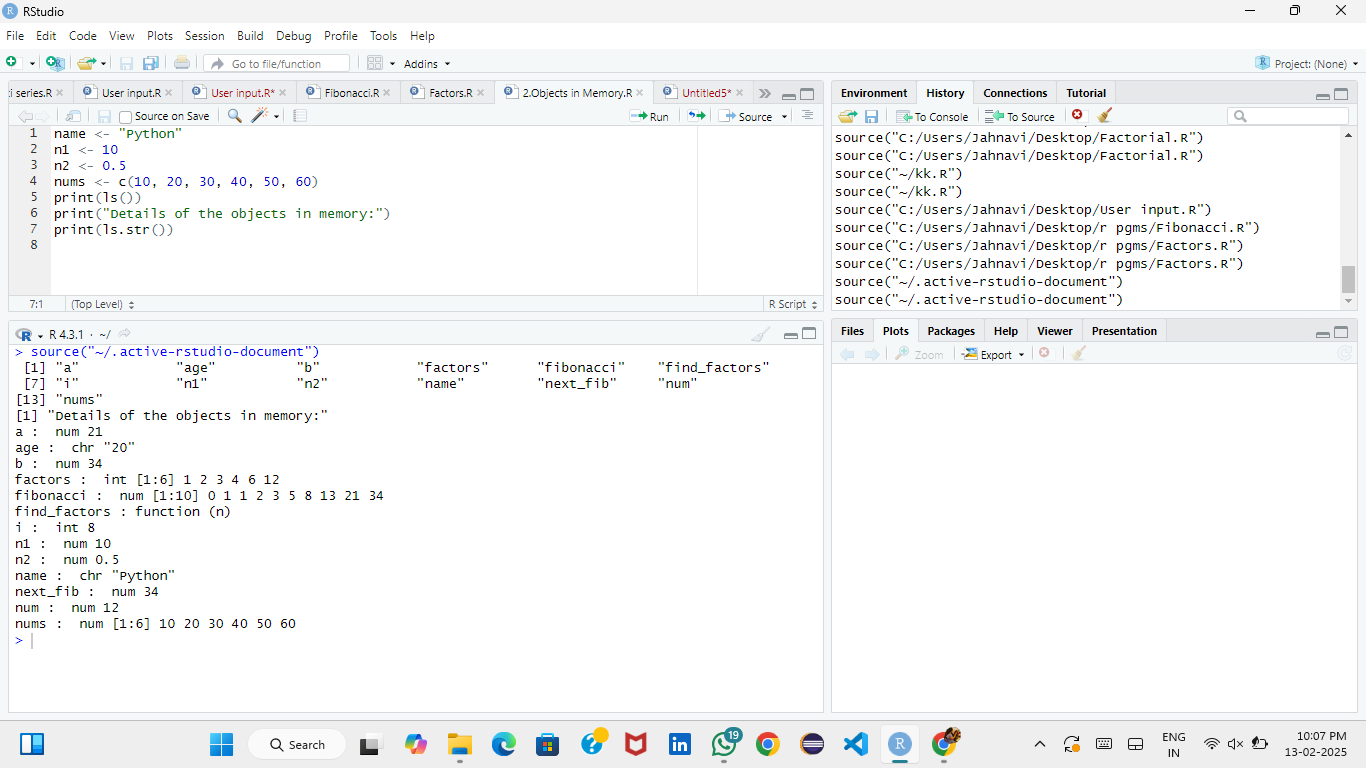 RStudio
File Edit Code View Plots Session Build Debug Profile Tools Help
Go to file/function Addins Project: (None)
i series.R User input.R User input.R* Fibonacci.R Factors.R 2.Objects in Memory.R Untitled5*
Source on Save Run Source
1 name <- "Python"
2 n1 <- 10
3 n2 <- 0.5
4 nums <- c(10, 20, 30, 40, 50, 60)
5 print(ls())
6 print("Details of the objects in memory:")
7 print(ls.str())
8
7:1 (Top Level) R Script
R 4.3.1 · ~/
> source("~/.active-rstudio-document")
[1] "a" "age" "b" "factors" "fibonacci" "find_factors"
[7] "i" "n1" "n2" "name" "next_fib" "num"
[13] "nums"
[1] "Details of the objects in memory:"
a : num 21
age : chr "20"
b : num 34
factors : int [1:6] 1 2 3 4 6 12
fibonacci : num [1:10] 0 1 1 2 3 5 8 13 21 34
find_factors : function (n)
i : int 8
n1 : num 10
n2 : num 0.5
name : chr "Python"
next_fib : num 34
num : num 12
nums : num [1:6] 10 20 30 40 50 60
>
Environment History Connections Tutorial
To Console To Source
source("C:/Users/Jahnavi/Desktop/Factorial.R")
source("C:/Users/Jahnavi/Desktop/Factorial.R")
source("~/kk.R")
source("~/kk.R")
source("C:/Users/Jahnavi/Desktop/User input.R")
source("C:/Users/Jahnavi/Desktop/r pgms/Fibonacci.R")
source("C:/Users/Jahnavi/Desktop/r pgms/Factors.R")
source("C:/Users/Jahnavi/Desktop/r pgms/Factors.R")
source("~/.active-rstudio-document")
source("~/.active-rstudio-document")
Files Plots Packages Help Viewer Presentation
Zoom Export
Search 19 ENG 10:07 PM
IN 13-02-2025